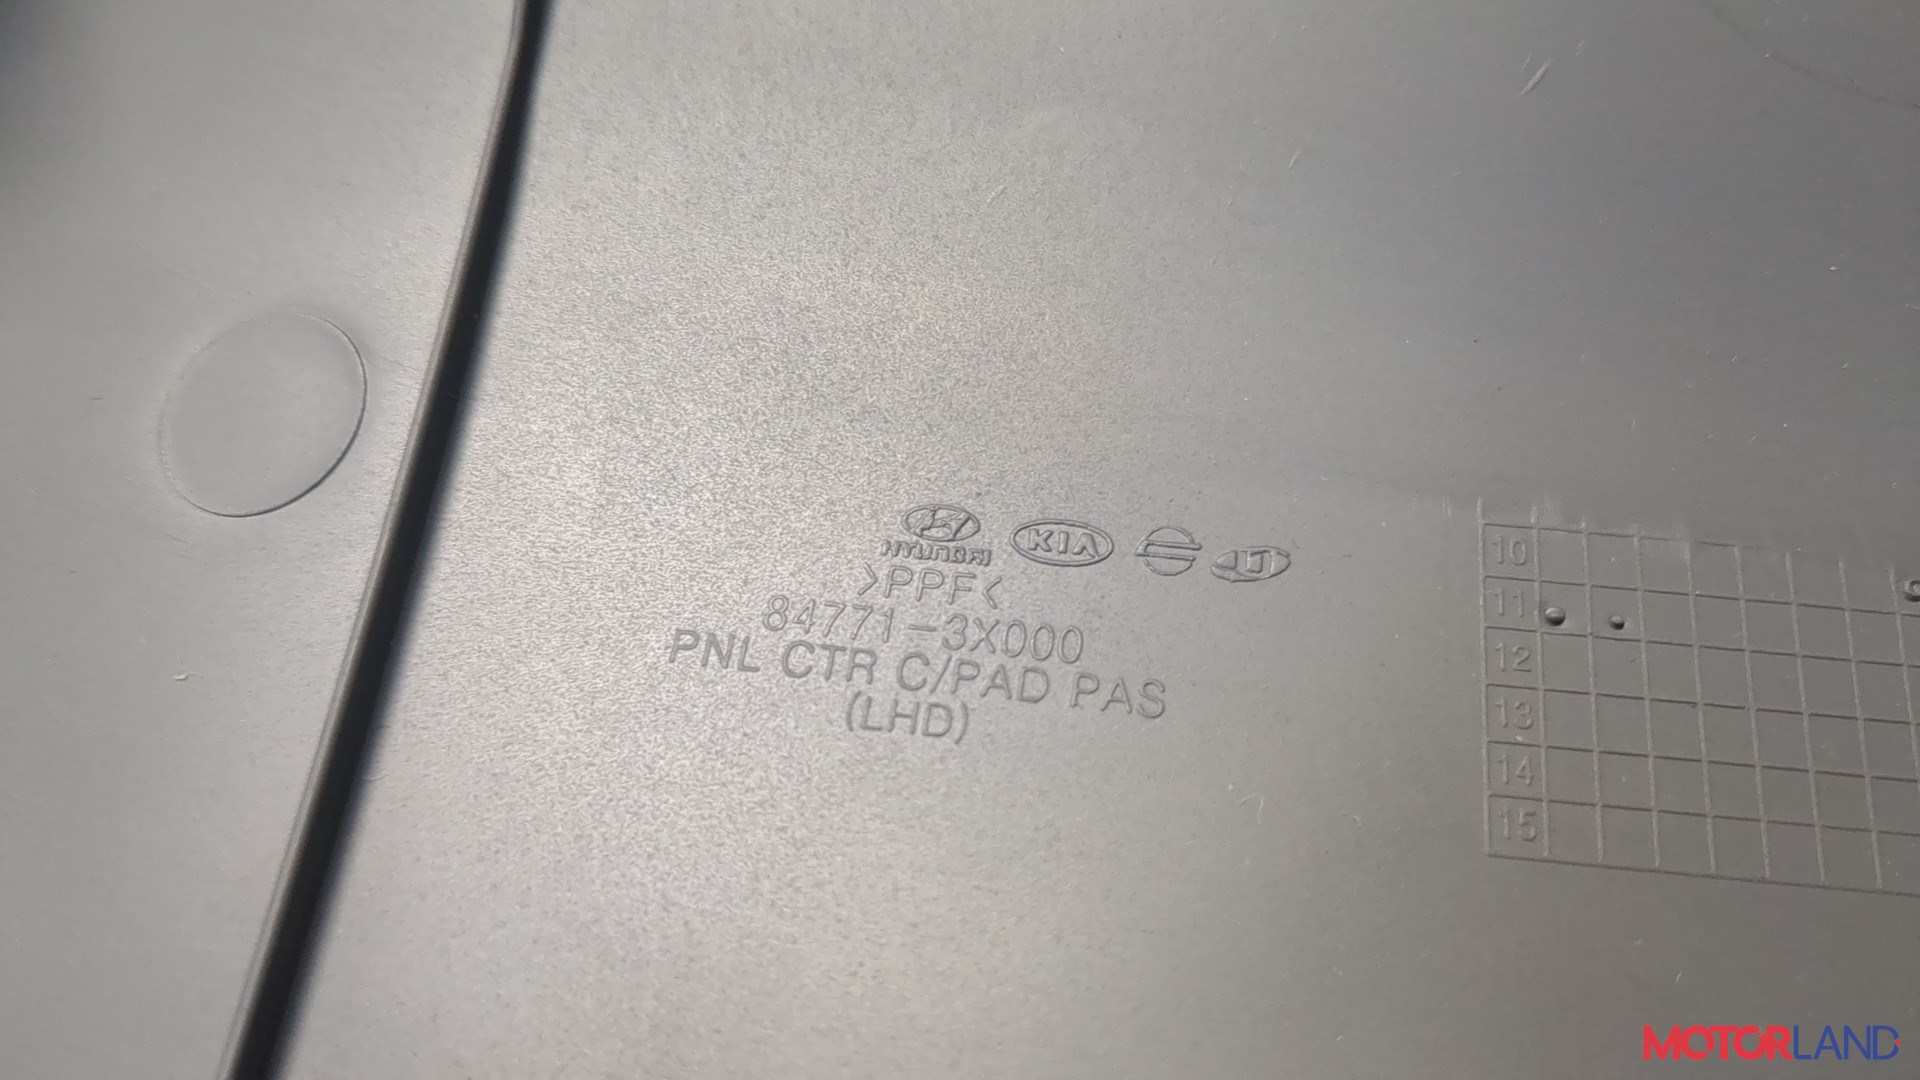 HYUNDAI KIA
>PPF<
84771-3X000
PNL CTR C/PAD PAS
(LHD)
10
11
12
13
14
15
MOTORLAND